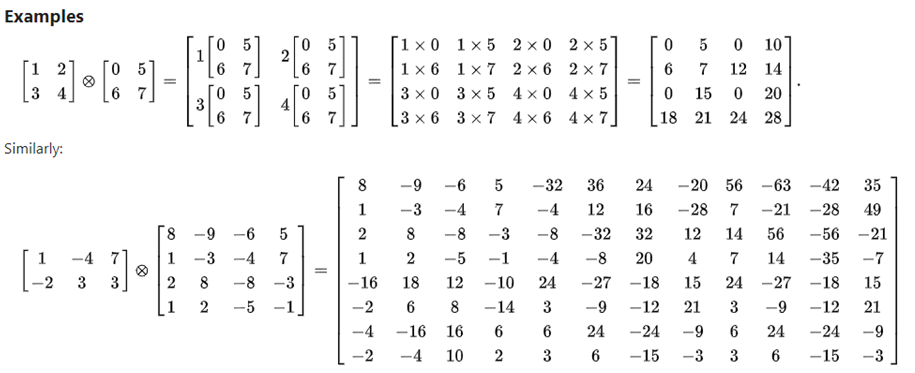 Examples
[1 2; 3 4] ⊗ [0 5; 6 7] = [1[0 5; 6 7] 2[0 5; 6 7]; 3[0 5; 6 7] 4[0 5; 6 7]] = [1 × 0 1 × 5 2 × 0 2 × 5; 1 × 6 1 × 7 2 × 6 2 × 7; 3 × 0 3 × 5 4 × 0 4 × 5; 3 × 6 3 × 7 4 × 6 4 × 7] = [0 5 0 10; 6 7 12 14; 0 15 0 20; 18 21 24 28].
Similarly:
[1 −4 7; −2 3 3] ⊗ [8 −9 −6 5; 1 −3 −4 7; 2 8 −8 −3; 1 2 −5 −1] = [8 −9 −6 5 −32 36 24 −20 56 −63 −42 35; 1 −3 −4 7 −4 12 16 −28 7 −21 −28 49; 2 8 −8 −3 −8 −32 32 12 14 56 −56 −21; 1 2 −5 −1 −4 −8 20 4 7 14 −35 −7; −16 18 12 −10 24 −27 −18 15 24 −27 −18 15; −2 6 8 −14 3 −9 −12 21 3 −9 −12 21; −4 −16 16 6 6 24 −24 −9 6 24 −24 −9; −2 −4 10 2 3 6 −15 −3 3 6 −15 −3]